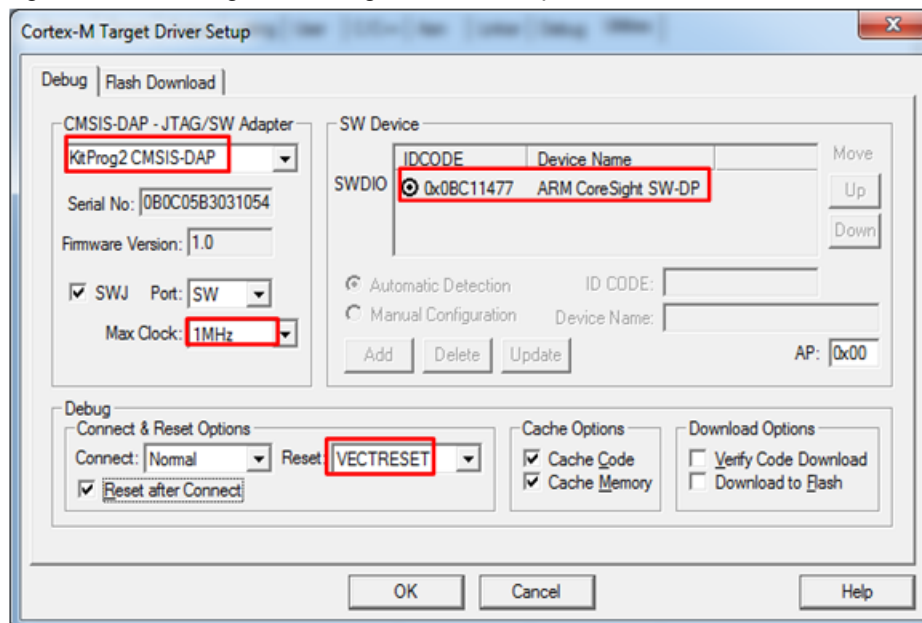 Cortex-M Target Driver Setup
Debug
Flash Download
CMSIS-DAP - JTAG/SW Adapter
KitProg2 CMSIS-DAP
Serial No: 0B0C05B3031054
Firmware Version: 1.0
SWJ Port: SW
Max Clock: 1MHz
SW Device
IDCODE Device Name
SWDIO 0x0BC11477 ARM CoreSight SW-DP
Move
Up
Down
Automatic Detection ID CODE:
Manual Configuration Device Name:
Add Delete Update AP: 0x00
Debug
Connect & Reset Options
Connect: Normal Reset: VECTRESET
Reset after Connect
Cache Options
Cache Code
Cache Memory
Download Options
Verify Code Download
Download to Flash
OK Cancel Help